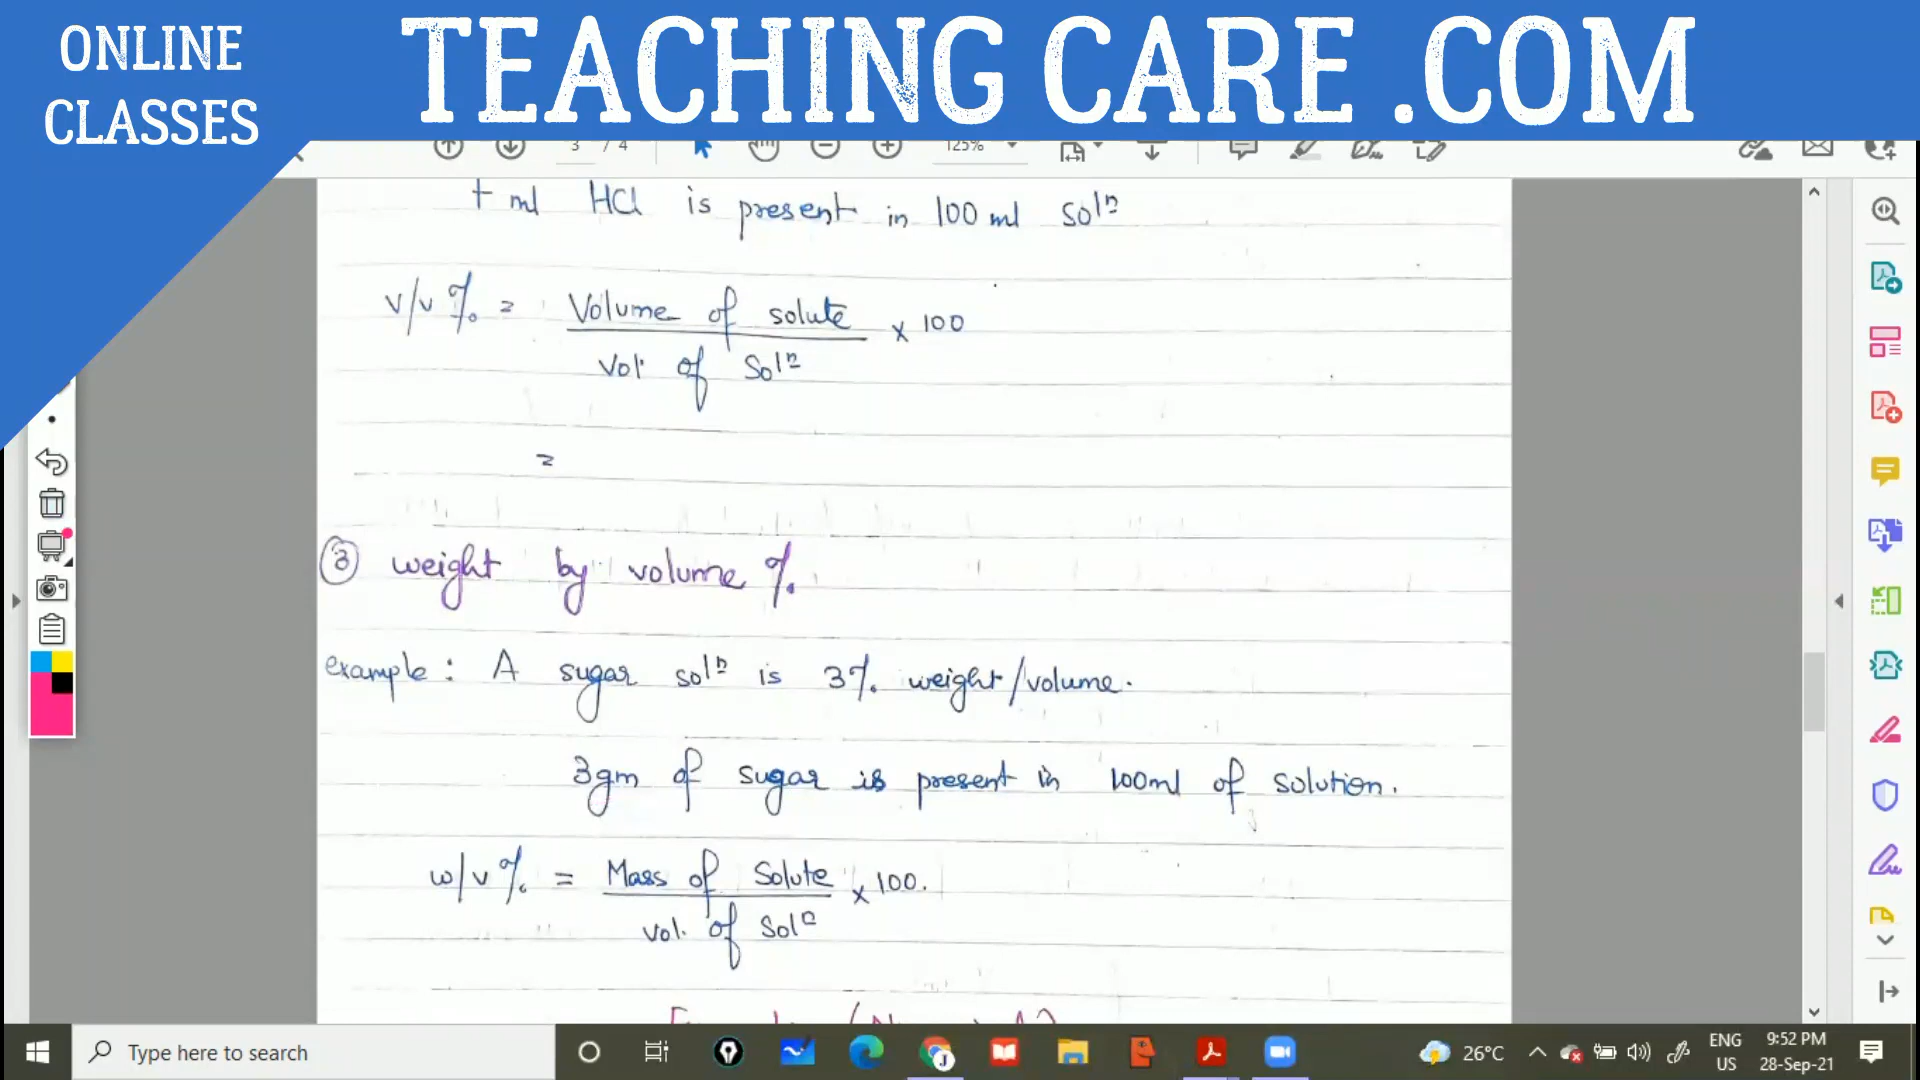 ONLINE
CLASSES
TEACHING CARE .COM
3 / 4
125%
ml HCl is present in 100 ml Solⁿ
v/v % = Volume of solute × 100
Vol. of Solⁿ
=
③ weight by volume %.
example : A sugar solⁿ is 3% weight/volume.
3gm of sugar is present in 100ml of solution.
w/v % = Mass of Solute × 100.
vol. of Solⁿ
Type here to search
26°C
ENG
US
9:52 PM
28-Sep-21